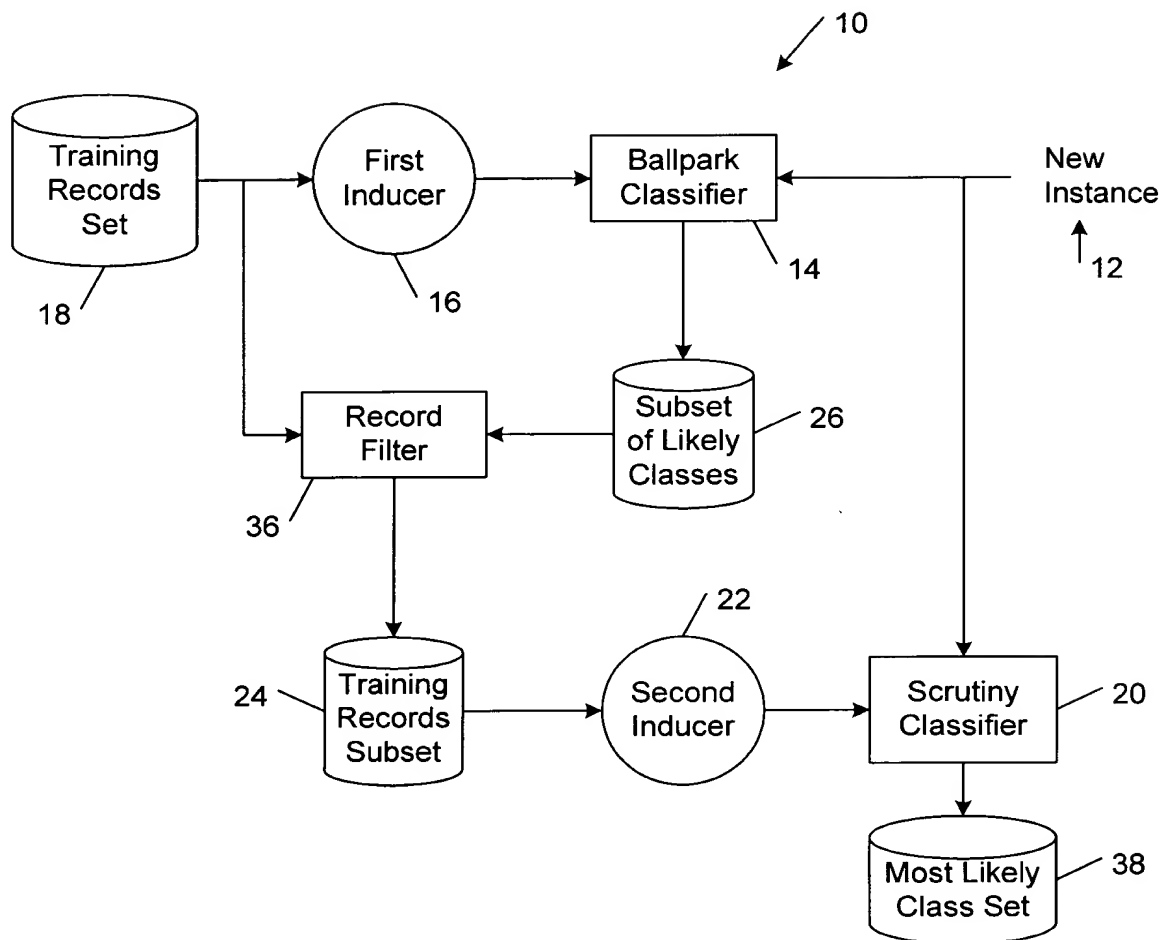 10
Training
Records
Set
First
Inducer
Ballpark
Classifier
New
Instance
18
16
14
12
Record
Filter
Subset
of Likely
Classes
26
36
22
24
Training
Records
Subset
Second
Inducer
Scrutiny
Classifier
20
Most Likely
Class Set
38